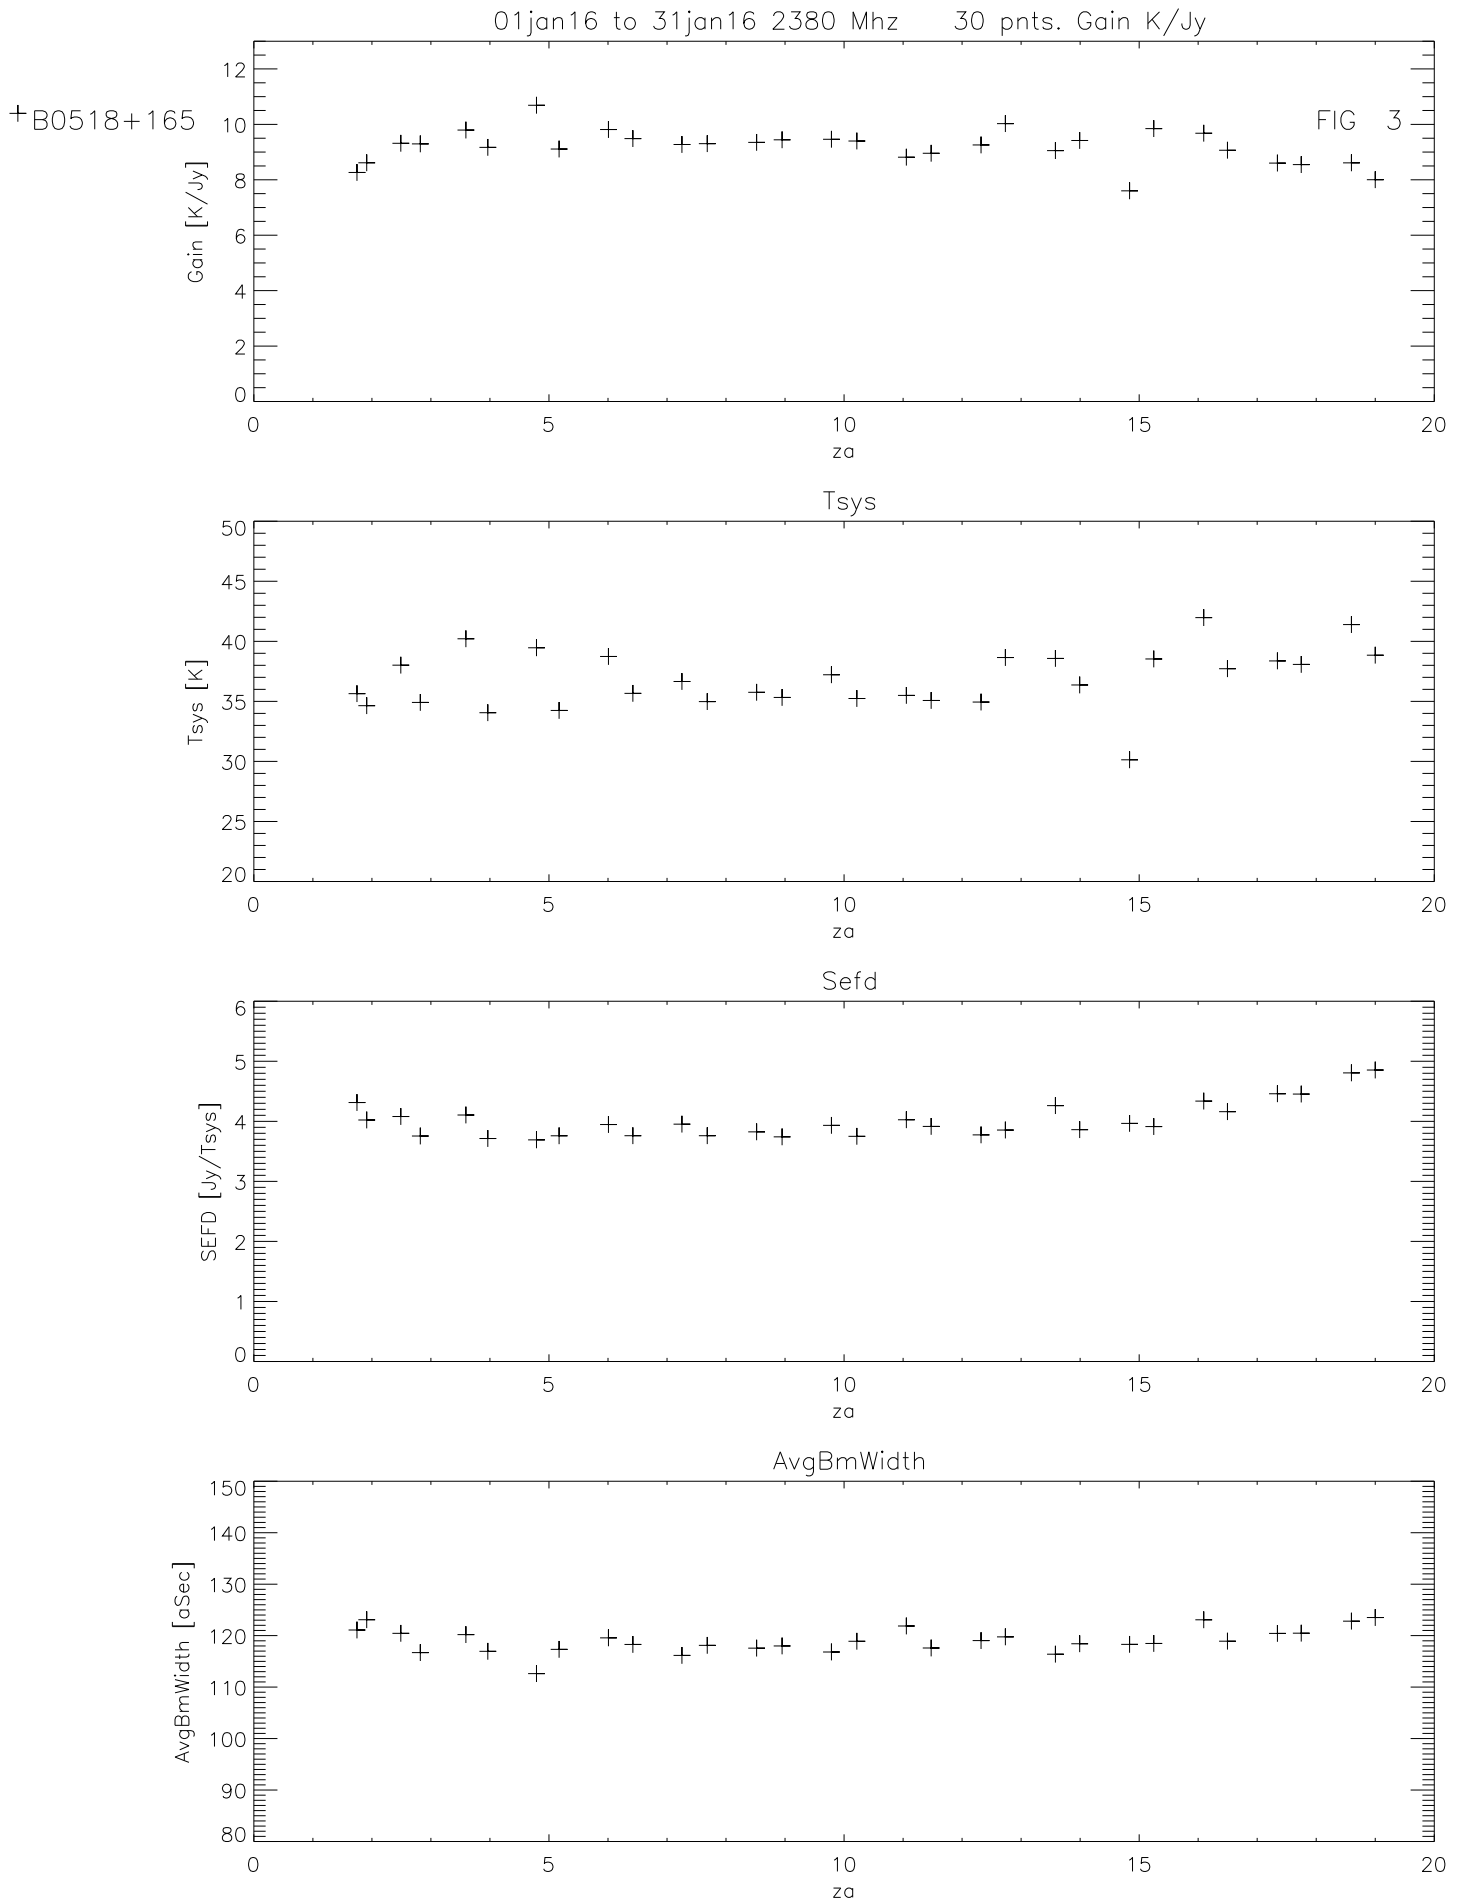 01jan16 to 31jan16 2380 Mhz 30 pnts. Gain K/Jy
+ B0518+165
FIG 3
Gain [K/Jy]
12
10
8
6
4
2
0
0 5 10 15 20
za
Tsys
Tsys [K]
50
45
40
35
30
25
20
0 5 10 15 20
za
Sefd
SEFD [Jy/Tsys]
6
5
4
3
2
1
0
0 5 10 15 20
za
AvgBmWidth
AvgBmWidth [aSec]
150
140
130
120
110
100
90
80
0 5 10 15 20
za